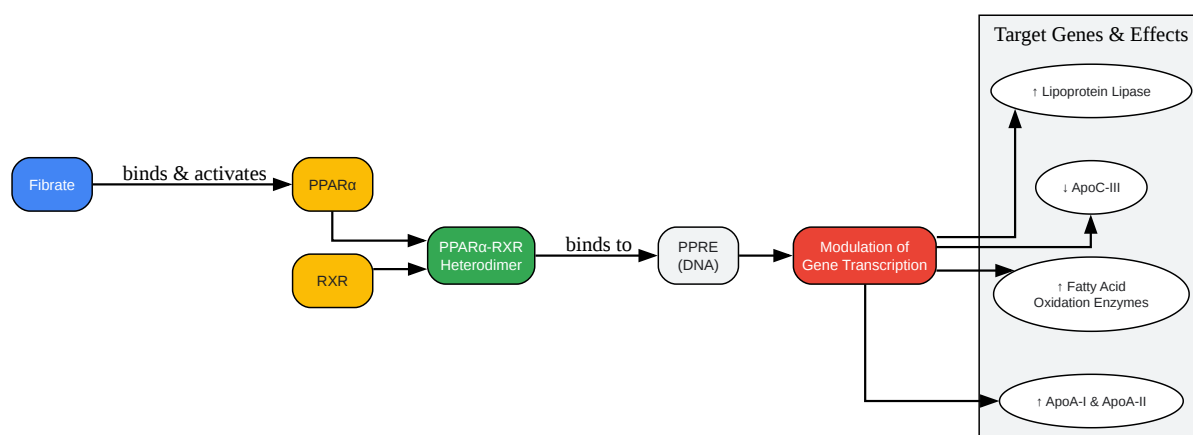 Target Genes & Effects
↑ Lipoprotein Lipase
Fibrate
binds & activates
PPARα
↓ ApoC-III
RXR
PPARα-RXR
Heterodimer
binds to
PPRE
(DNA)
Modulation of
Gene Transcription
↑ Fatty Acid
Oxidation Enzymes
↑ ApoA-I & ApoA-II